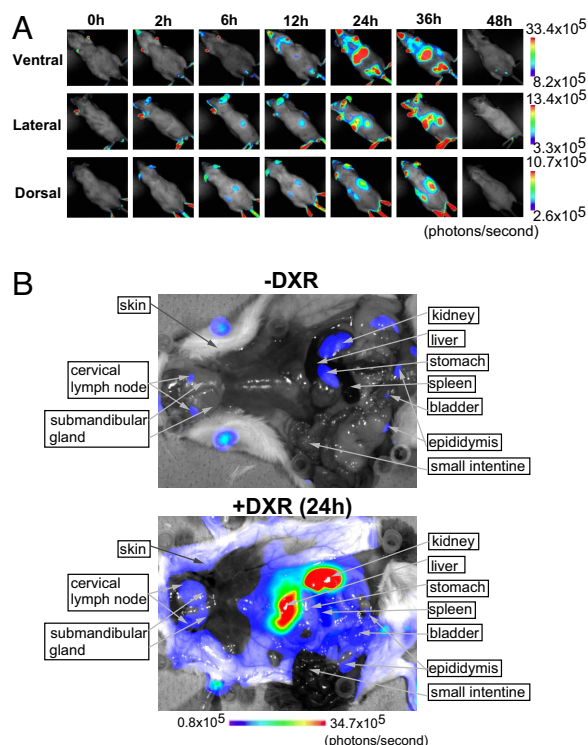 A
0h 2h 6h 12h 24h 36h 48h
Ventral
33.4x10⁵
8.2x10⁵
Lateral
13.4x10⁵
3.3x10⁵
Dorsal
10.7x10⁵
2.6x10⁵
(photons/second)
B
-DXR
skin
cervical
lymph node
submandibular
gland
kidney
liver
stomach
spleen
bladder
epididymis
small intentine
+DXR (24h)
skin
cervical
lymph node
submandibular
gland
kidney
liver
stomach
spleen
bladder
epididymis
small intentine
0.8x10⁵ 34.7x10⁵
(photons/second)